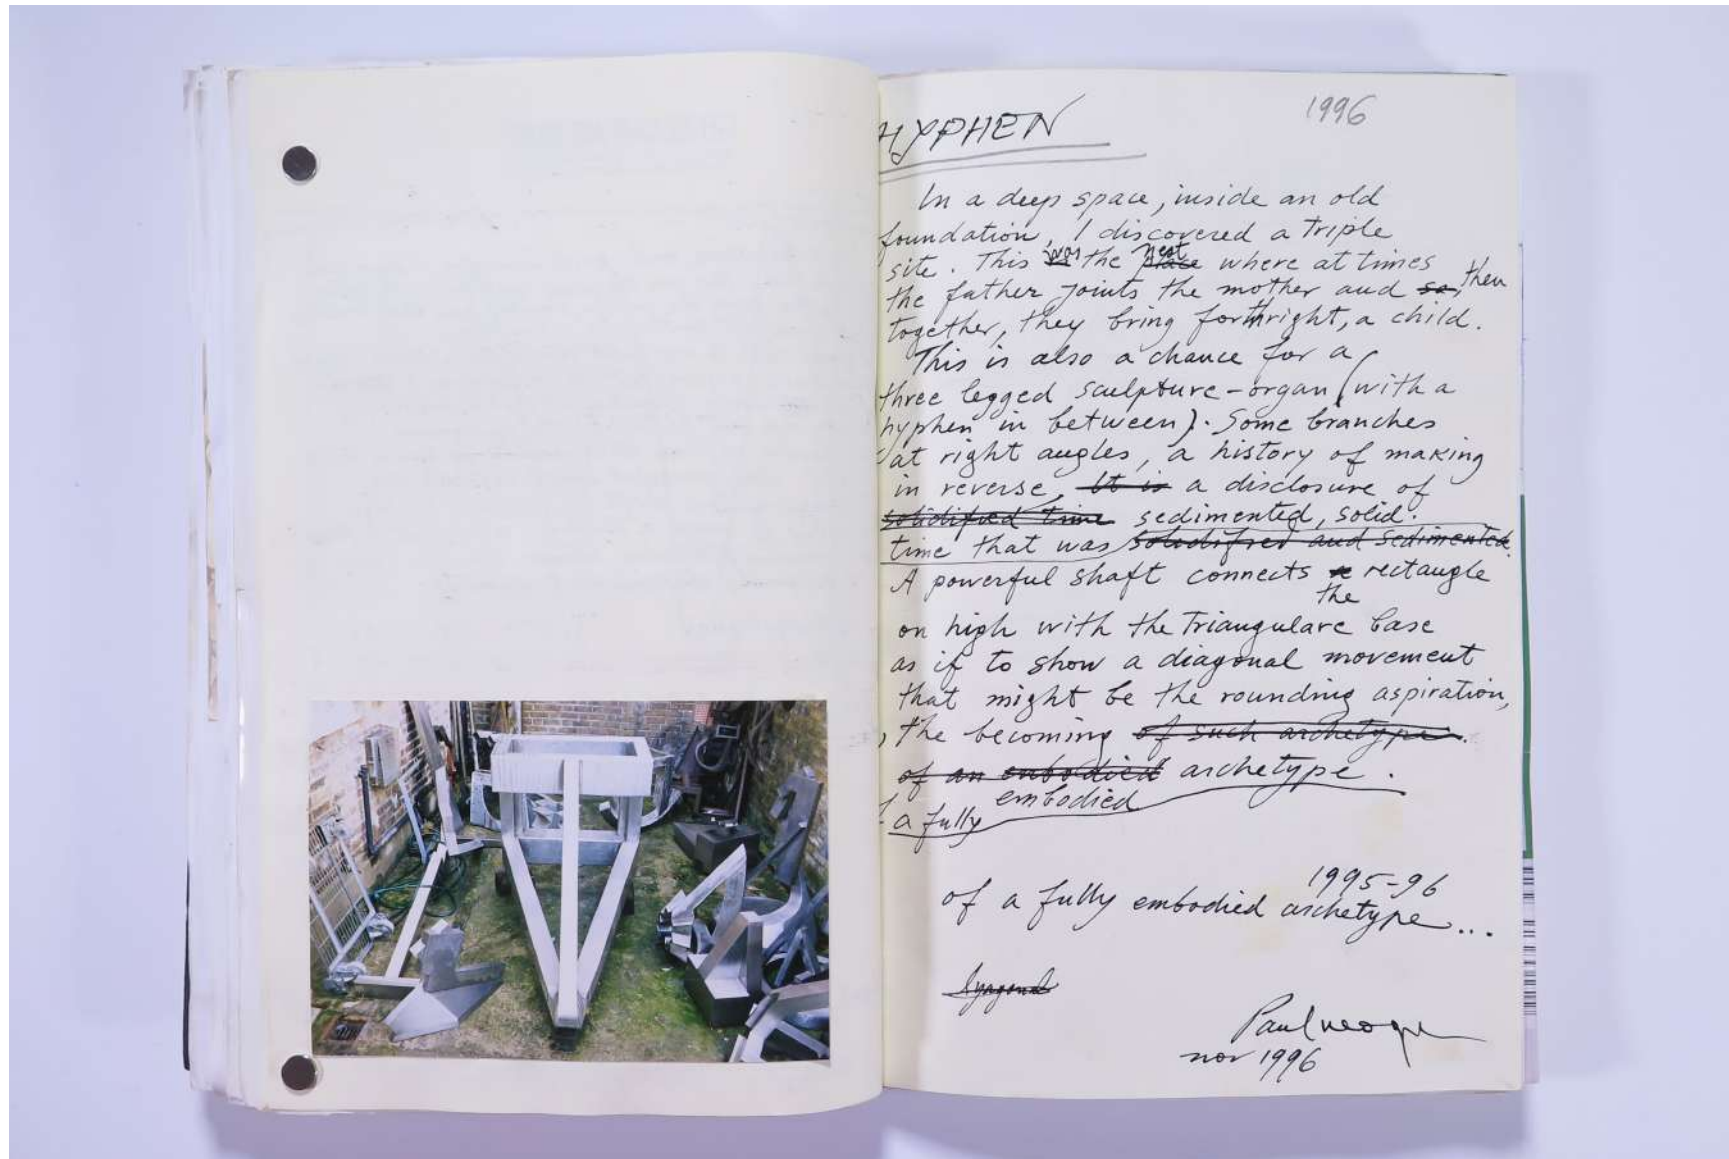 1996
HYPHEN
In a deep space, inside an old
foundation, I discovered a triple
site. This is was the place nest where at times
the father joints the mother and so, then
together, they bring forthright, a child.
This is also a chance for a
three legged sculpture-organ (with a
hyphen in between). Some branches
at right angles, a history of making
in reverse, It is a disclosure of
solidified time sedimented, solid.
time that was solidified and sedimented.
A powerful shaft connects a rectangle
the
on high with the triangulare base
as if to show a diagonal movement
that might be the rounding aspiration,
, the becoming of such archetype.
of an embodied archetype.
embodied
a fully
1995-96
of a fully embodied archetype...
Paul Neagu
nov 1996